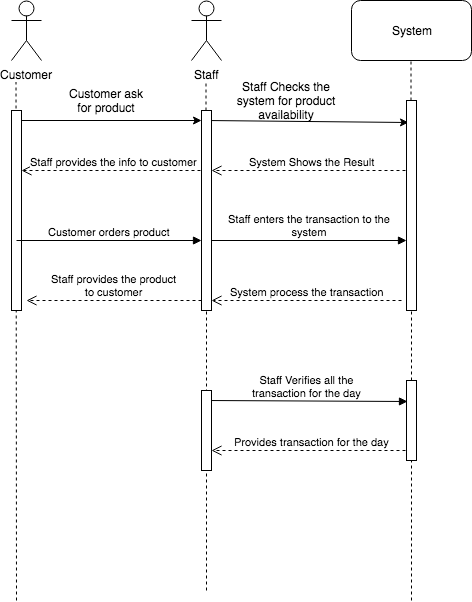 System
Customer
Staff
Customer ask
for product
Staff Checks the
system for product
availability
Staff provides the info to customer
System Shows the Result
Customer orders product
Staff enters the transaction to the
system
Staff provides the product
to customer
System process the transaction
Staff Verifies all the
transaction for the day
Provides transaction for the day